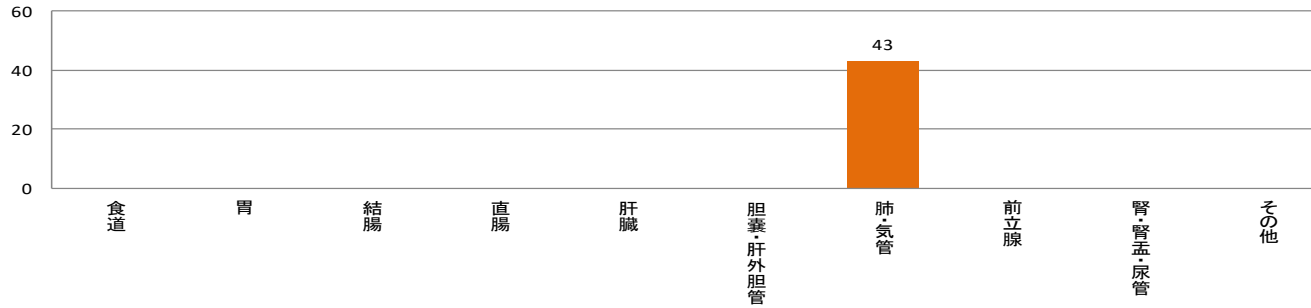 60
43
40
20
0
食道
胃
結腸
直腸
肝臓
胆嚢・肝外胆管
肺・気管
前立腺
腎・腎盂・尿管
その他